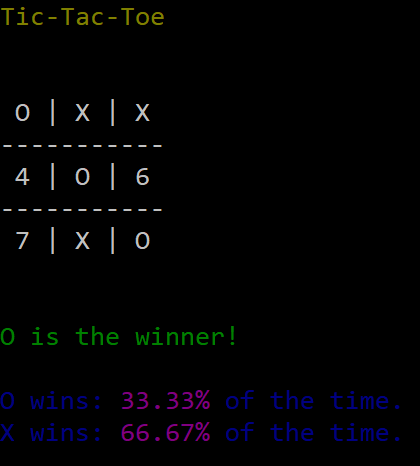 Tic-Tac-Toe
O | X | X
-----------
4 | O | 6
-----------
7 | X | O
O is the winner!
O wins: 33.33% of the time.
X wins: 66.67% of the time.